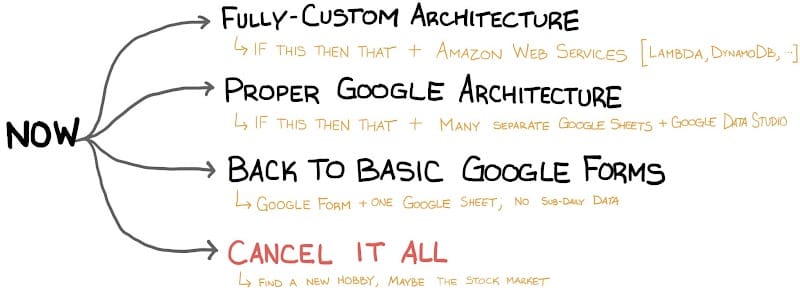 FULLY-CUSTOM ARCHITECTURE
IF THIS THEN THAT + AMAZON WEB SERVICES [LAMBDA, DYNAMODB, ...]
PROPER GOOGLE ARCHITECTURE
IF THIS THEN THAT + MANY SEPARATE GOOGLE SHEETS + GOOGLE DATA STUDIO
NOW
BACK TO BASIC GOOGLE FORMS
GOOGLE FORM + ONE GOOGLE SHEET, NO SUB-DAILY DATA
CANCEL IT ALL
FIND A NEW HOBBY, MAYBE THE STOCK MARKET